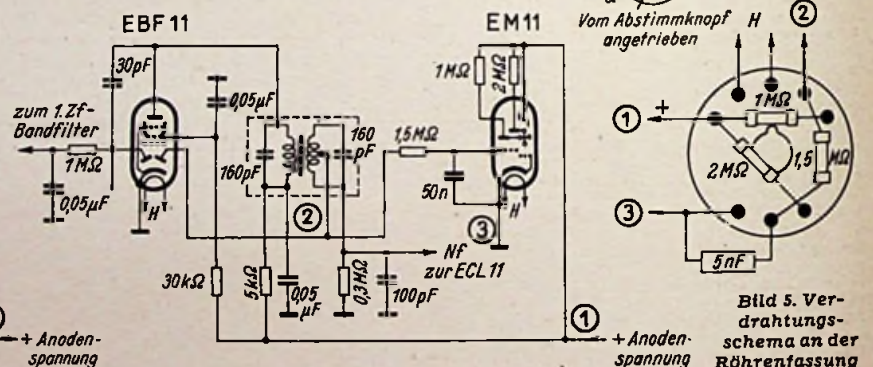 EBF 11
EM11
Vom Abstimmknopf
angetrieben
H
②
30pF
0,05µF
1MΩ
2MΩ
zum 1.Zf-
Bandfilter
1MΩ
0,05µF
H
160pF
160
pF
②
1,5MΩ
50n
③
H
① +
1MΩ
2MΩ
1,5
MΩ
③
5nF
Nf
zur ECL11
30kΩ
5kΩ
0,05
µF
0,3MΩ
100pF
①
+ Anoden-
spannung
+ Anoden-
spannung
Bild 5. Ver-
drahtungs-
schema an der
Röhrenfassung